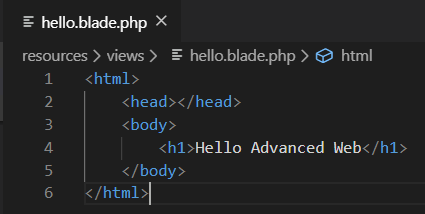 hello.blade.php
resources > views > hello.blade.php > html
1 <html>
2     <head></head>
3     <body>
4         <h1>Hello Advanced Web</h1>
5     </body>
6 </html>